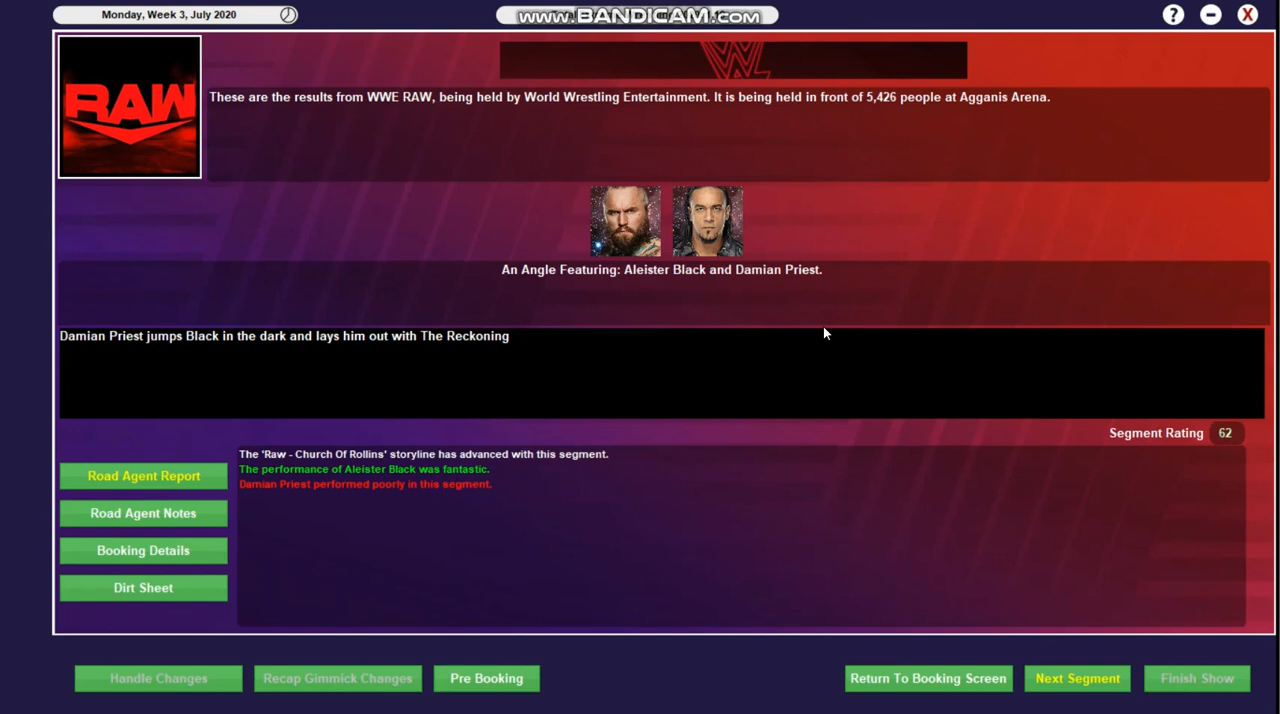 Monday, Week 3, July 2020
www.BANDICAM.com
? - X
RAW
These are the results from WWE RAW, being held by World Wrestling Entertainment. It is being held in front of 5,426 people at Agganis Arena.
An Angle Featuring: Aleister Black and Damian Priest.
Damian Priest jumps Black in the dark and lays him out with The Reckoning
Segment Rating 62
The 'Raw - Church Of Rollins' storyline has advanced with this segment.
The performance of Aleister Black was fantastic.
Damian Priest performed poorly in this segment.
Road Agent Report
Road Agent Notes
Booking Details
Dirt Sheet
Handle Changes
Recap Gimmick Changes
Pre Booking
Return To Booking Screen
Next Segment
Finish Show